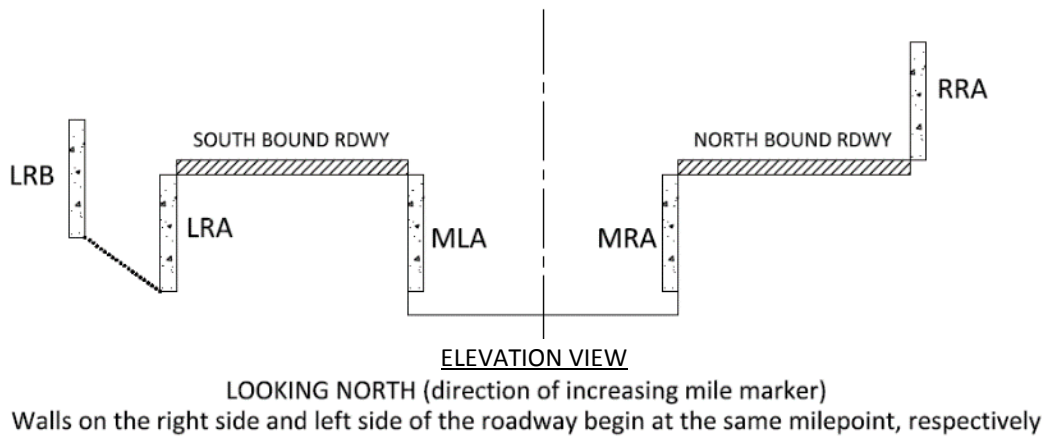 RRA
SOUTH BOUND RDWY
NORTH BOUND RDWY
LRB
LRA
MLA
MRA
ELEVATION VIEW
LOOKING NORTH (direction of increasing mile marker)
Walls on the right side and left side of the roadway begin at the same milepoint, respectively